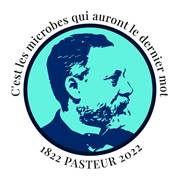 C'est les microbes qui auront le dernier mot
1822 PASTEUR 2022